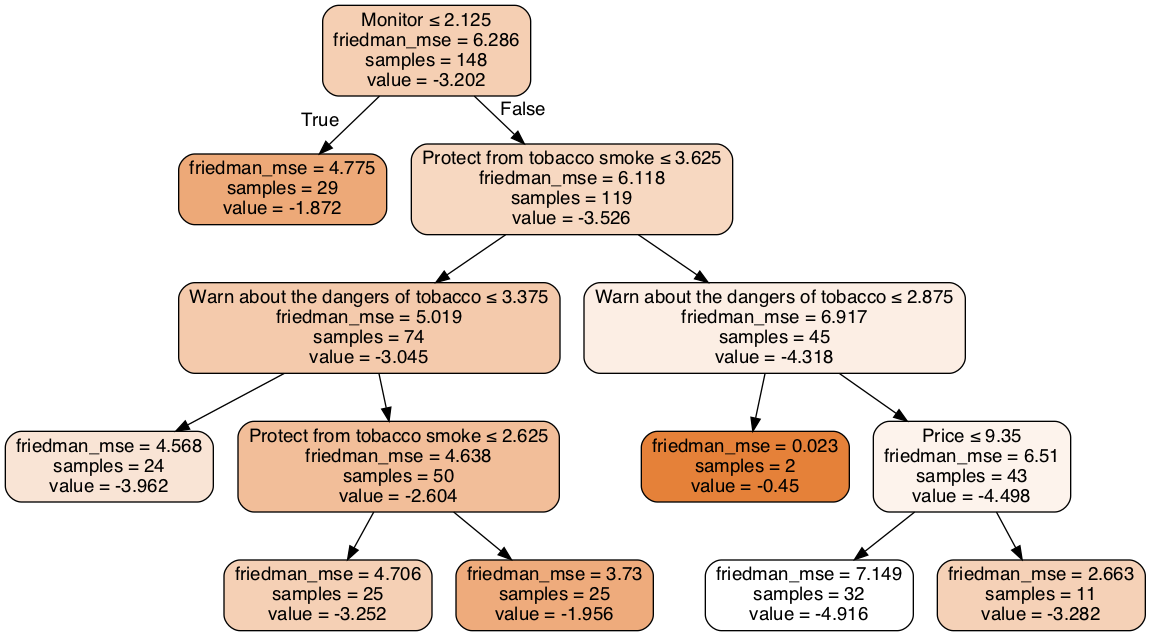 Monitor ≤ 2.125
friedman_mse = 6.286
samples = 148
value = -3.202
True
False
friedman_mse = 4.775
samples = 29
value = -1.872
Protect from tobacco smoke ≤ 3.625
friedman_mse = 6.118
samples = 119
value = -3.526
Warn about the dangers of tobacco ≤ 3.375
friedman_mse = 5.019
samples = 74
value = -3.045
Warn about the dangers of tobacco ≤ 2.875
friedman_mse = 6.917
samples = 45
value = -4.318
friedman_mse = 4.568
samples = 24
value = -3.962
Protect from tobacco smoke ≤ 2.625
friedman_mse = 4.638
samples = 50
value = -2.604
friedman_mse = 0.023
samples = 2
value = -0.45
Price ≤ 9.35
friedman_mse = 6.51
samples = 43
value = -4.498
friedman_mse = 4.706
samples = 25
value = -3.252
friedman_mse = 3.73
samples = 25
value = -1.956
friedman_mse = 7.149
samples = 32
value = -4.916
friedman_mse = 2.663
samples = 11
value = -3.282